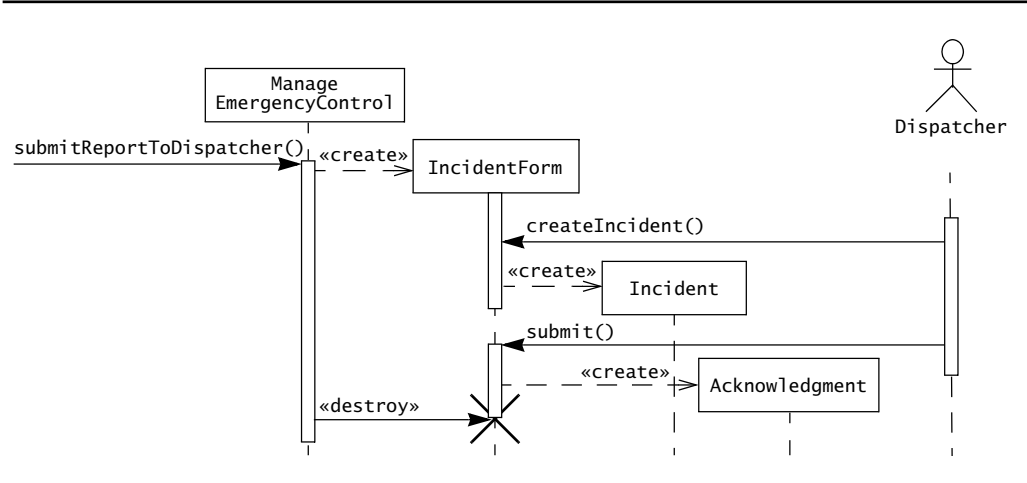 Manage
EmergencyControl
Dispatcher
submitReportToDispatcher()
«create»
IncidentForm
createIncident()
«create»
Incident
submit()
«create»
Acknowledgment
«destroy»